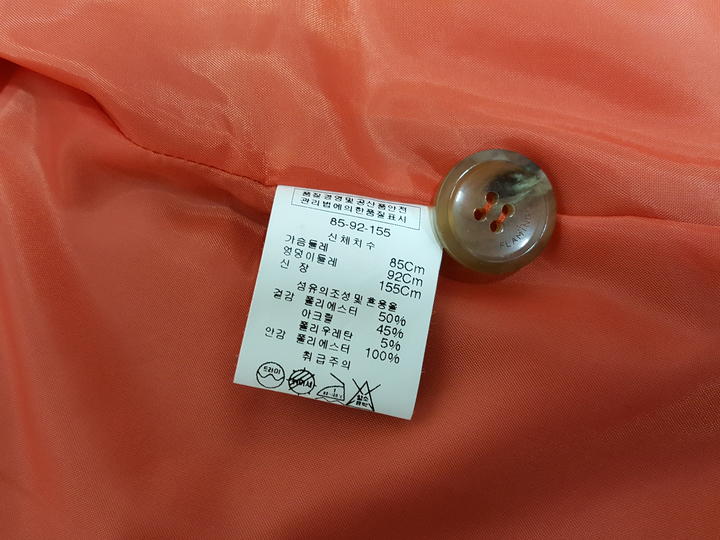 품질경영및공산품안전
관리법에의한품질표시
85-92-155
신체치수
가슴둘레 85Cm
엉덩이둘레 92Cm
신 장 155Cm
섬유의조성및혼용율
겉감 폴리에스터 50%
아크릴 45%
폴리우레탄 5%
안감 폴리에스터 100%
취급주의
드라이